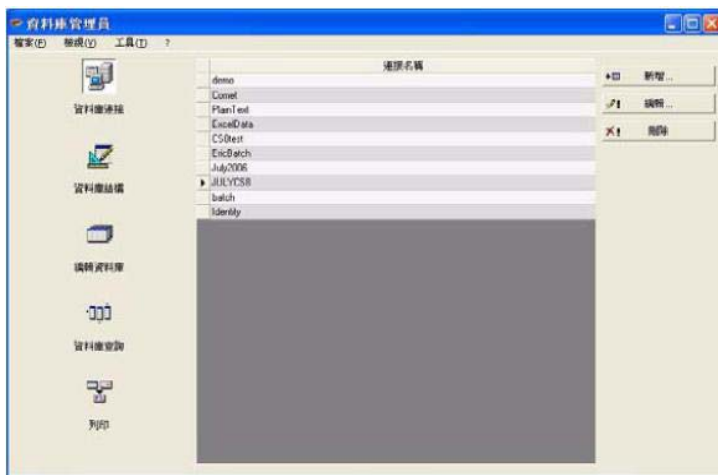 資料庫管理員
檔案(F) 檢視(V) 工具(T) ?
資料庫連接
資料庫結構
編輯資料庫
資料庫查詢
列印
連接名稱
demo
Comet
PlainText
ExcelData
CS8test
EricBatch
July2006
JULYCS8
batch
Identity
新增...
編輯...
刪除